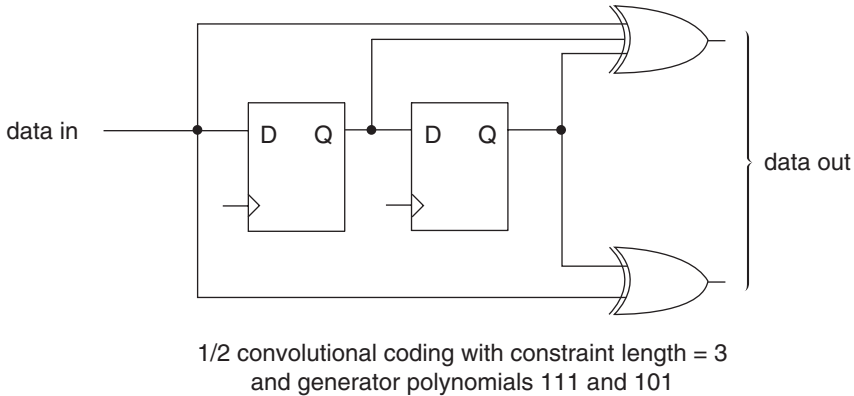 data in
D Q
D Q
data out
1/2 convolutional coding with constraint length = 3
and generator polynomials 111 and 101